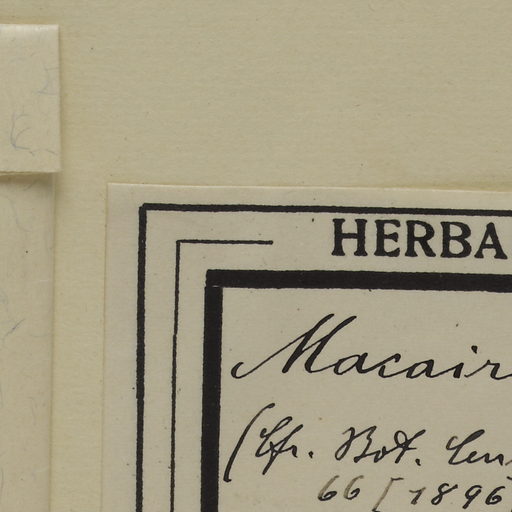 HERBA
Macair
(Cfr. Bot. Cen
66 [1896